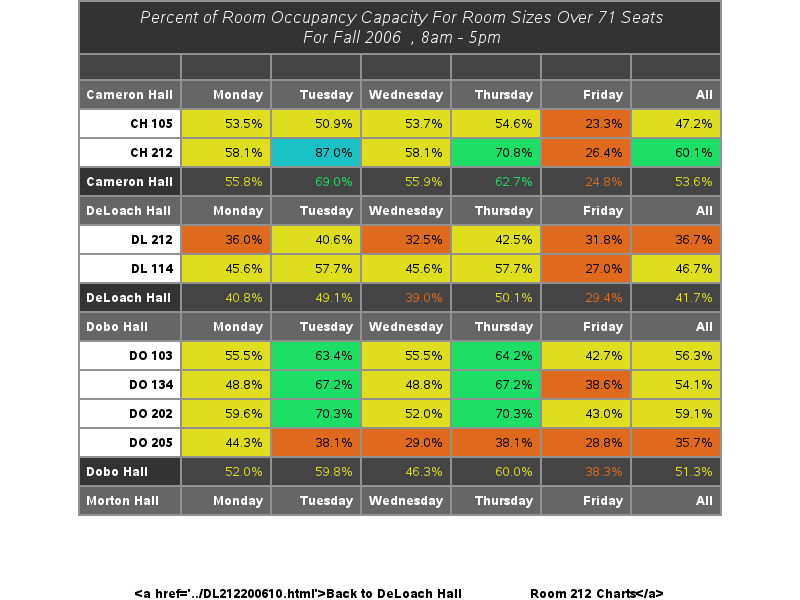 Percent of Room Occupancy Capacity For Room Sizes Over 71 Seats
For Fall 2006 , 8am - 5pm
Cameron Hall Monday Tuesday Wednesday Thursday Friday All
CH 105 53.5% 50.9% 53.7% 54.6% 23.3% 47.2%
CH 212 58.1% 87.0% 58.1% 70.8% 26.4% 60.1%
Cameron Hall 55.8% 69.0% 55.9% 62.7% 24.8% 53.6%
DeLoach Hall Monday Tuesday Wednesday Thursday Friday All
DL 212 36.0% 40.6% 32.5% 42.5% 31.8% 36.7%
DL 114 45.6% 57.7% 45.6% 57.7% 27.0% 46.7%
DeLoach Hall 40.8% 49.1% 39.0% 50.1% 29.4% 41.7%
Dobo Hall Monday Tuesday Wednesday Thursday Friday All
DO 103 55.5% 63.4% 55.5% 64.2% 42.7% 56.3%
DO 134 48.8% 67.2% 48.8% 67.2% 38.6% 54.1%
DO 202 59.6% 70.3% 52.0% 70.3% 43.0% 59.1%
DO 205 44.3% 38.1% 29.0% 38.1% 28.8% 35.7%
Dobo Hall 52.0% 59.8% 46.3% 60.0% 38.3% 51.3%
Morton Hall Monday Tuesday Wednesday Thursday Friday All
<a href='../DL212200610.html'>Back to DeLoach Hall Room 212 Charts</a>